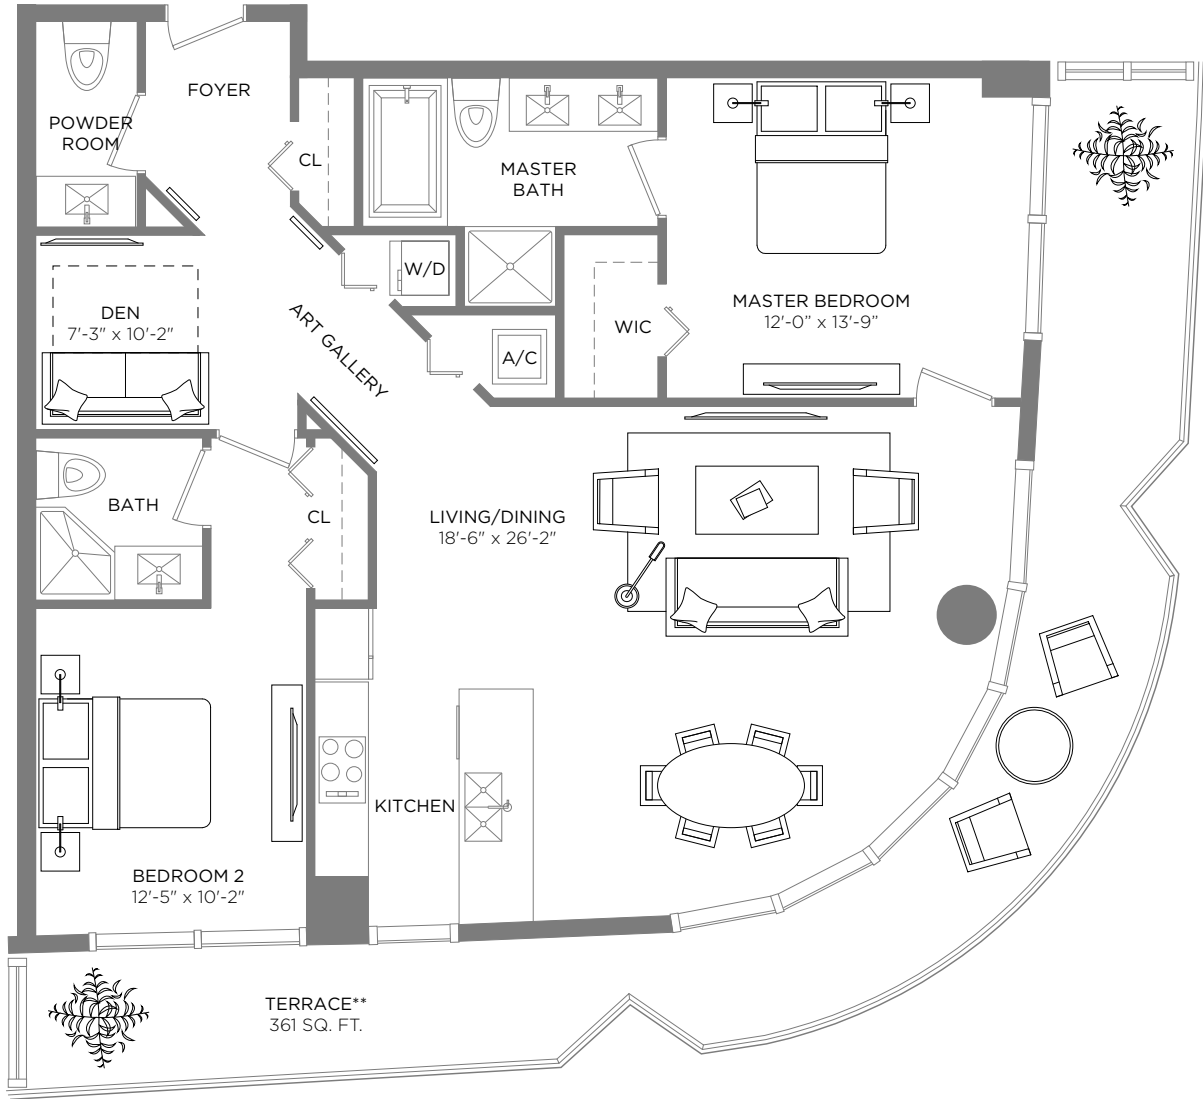 FOYER
POWDER
ROOM
CL
MASTER
BATH
W/D
DEN
7'-3" x 10'-2"
ART GALLERY
WIC
MASTER BEDROOM
12'-0" x 13'-9"
A/C
BATH
CL
LIVING/DINING
18'-6" x 26'-2"
KITCHEN
BEDROOM 2
12'-5" x 10'-2"
TERRACE**
361 SQ. FT.